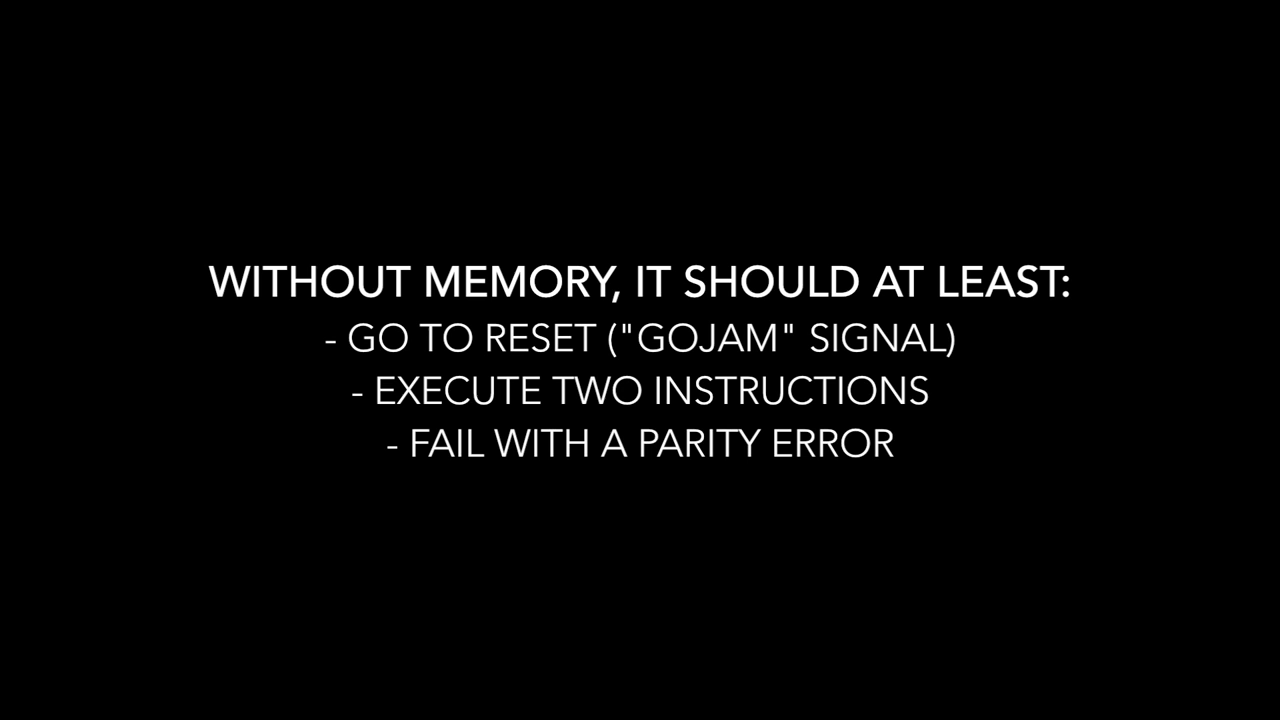 WITHOUT MEMORY, IT SHOULD AT LEAST:
- GO TO RESET ("GOJAM" SIGNAL)
- EXECUTE TWO INSTRUCTIONS
- FAIL WITH A PARITY ERROR